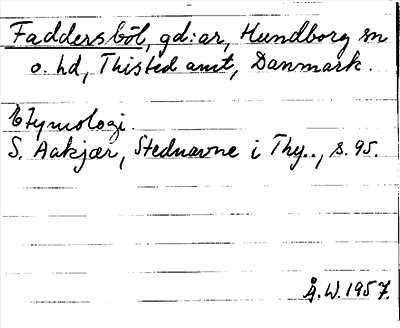 Faddersböl, gd:ar, Hundborg sn
o. hd, Thisted amt, Danmark.
Etymologi.
S. Aakjær, Stednavne i Thy.., s. 95.
Å.W. 1957.